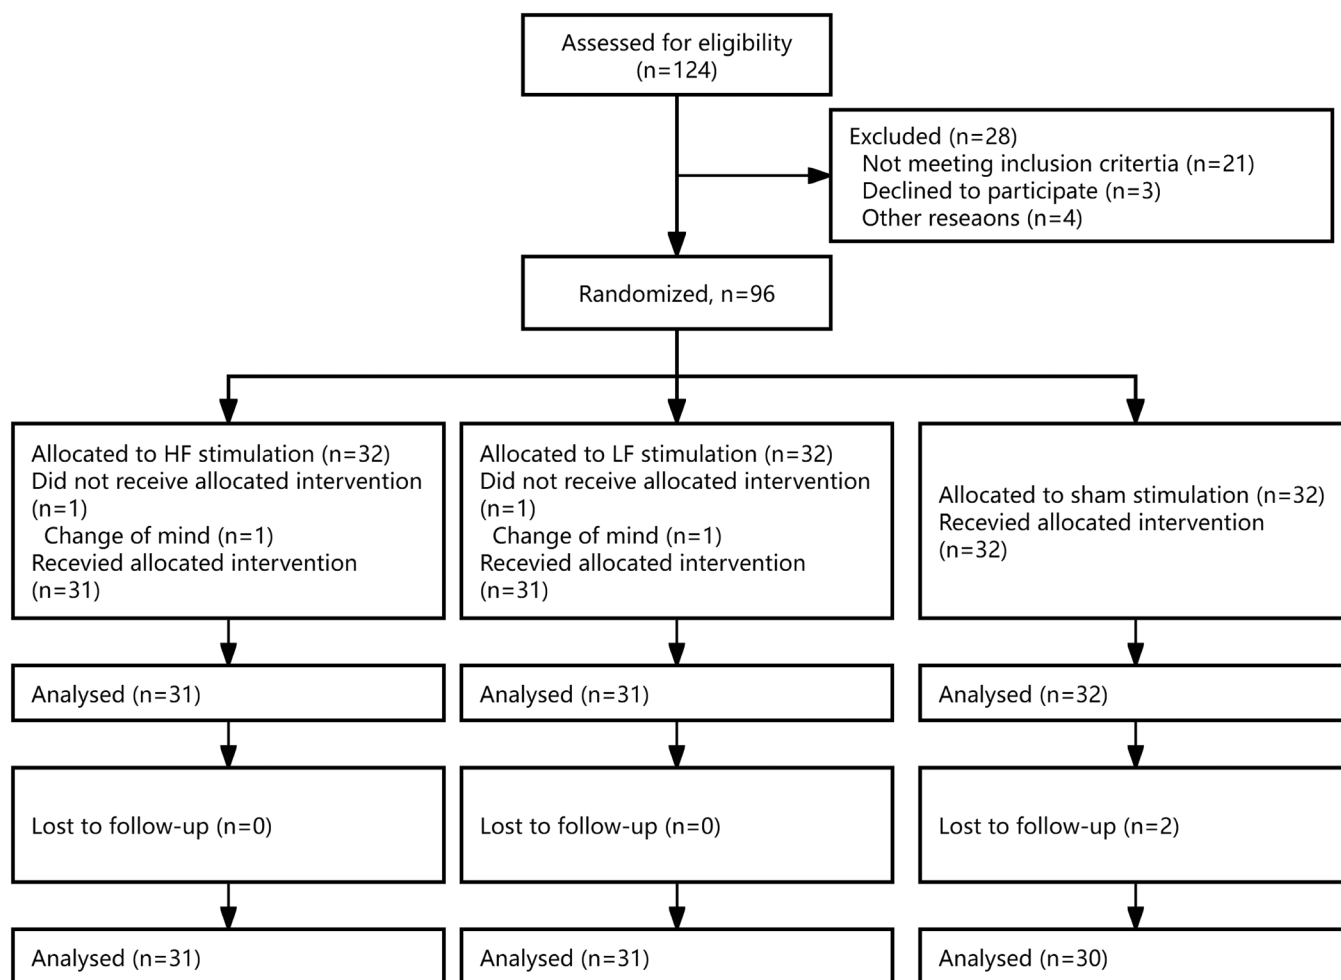 Assessed for eligibility
(n=124)
Excluded (n=28)
Not meeting inclusion critertia (n=21)
Declined to participate (n=3)
Other reseaons (n=4)
Randomized, n=96
Allocated to HF stimulation (n=32)
Did not receive allocated intervention
(n=1)
Change of mind (n=1)
Recevied allocated intervention
(n=31)
Allocated to LF stimulation (n=32)
Did not receive allocated intervention
(n=1)
Change of mind (n=1)
Recevied allocated intervention
(n=31)
Allocated to sham stimulation (n=32)
Recevied allocated intervention
(n=32)
Analysed (n=31)
Analysed (n=31)
Analysed (n=32)
Lost to follow-up (n=0)
Lost to follow-up (n=0)
Lost to follow-up (n=2)
Analysed (n=31)
Analysed (n=31)
Analysed (n=30)